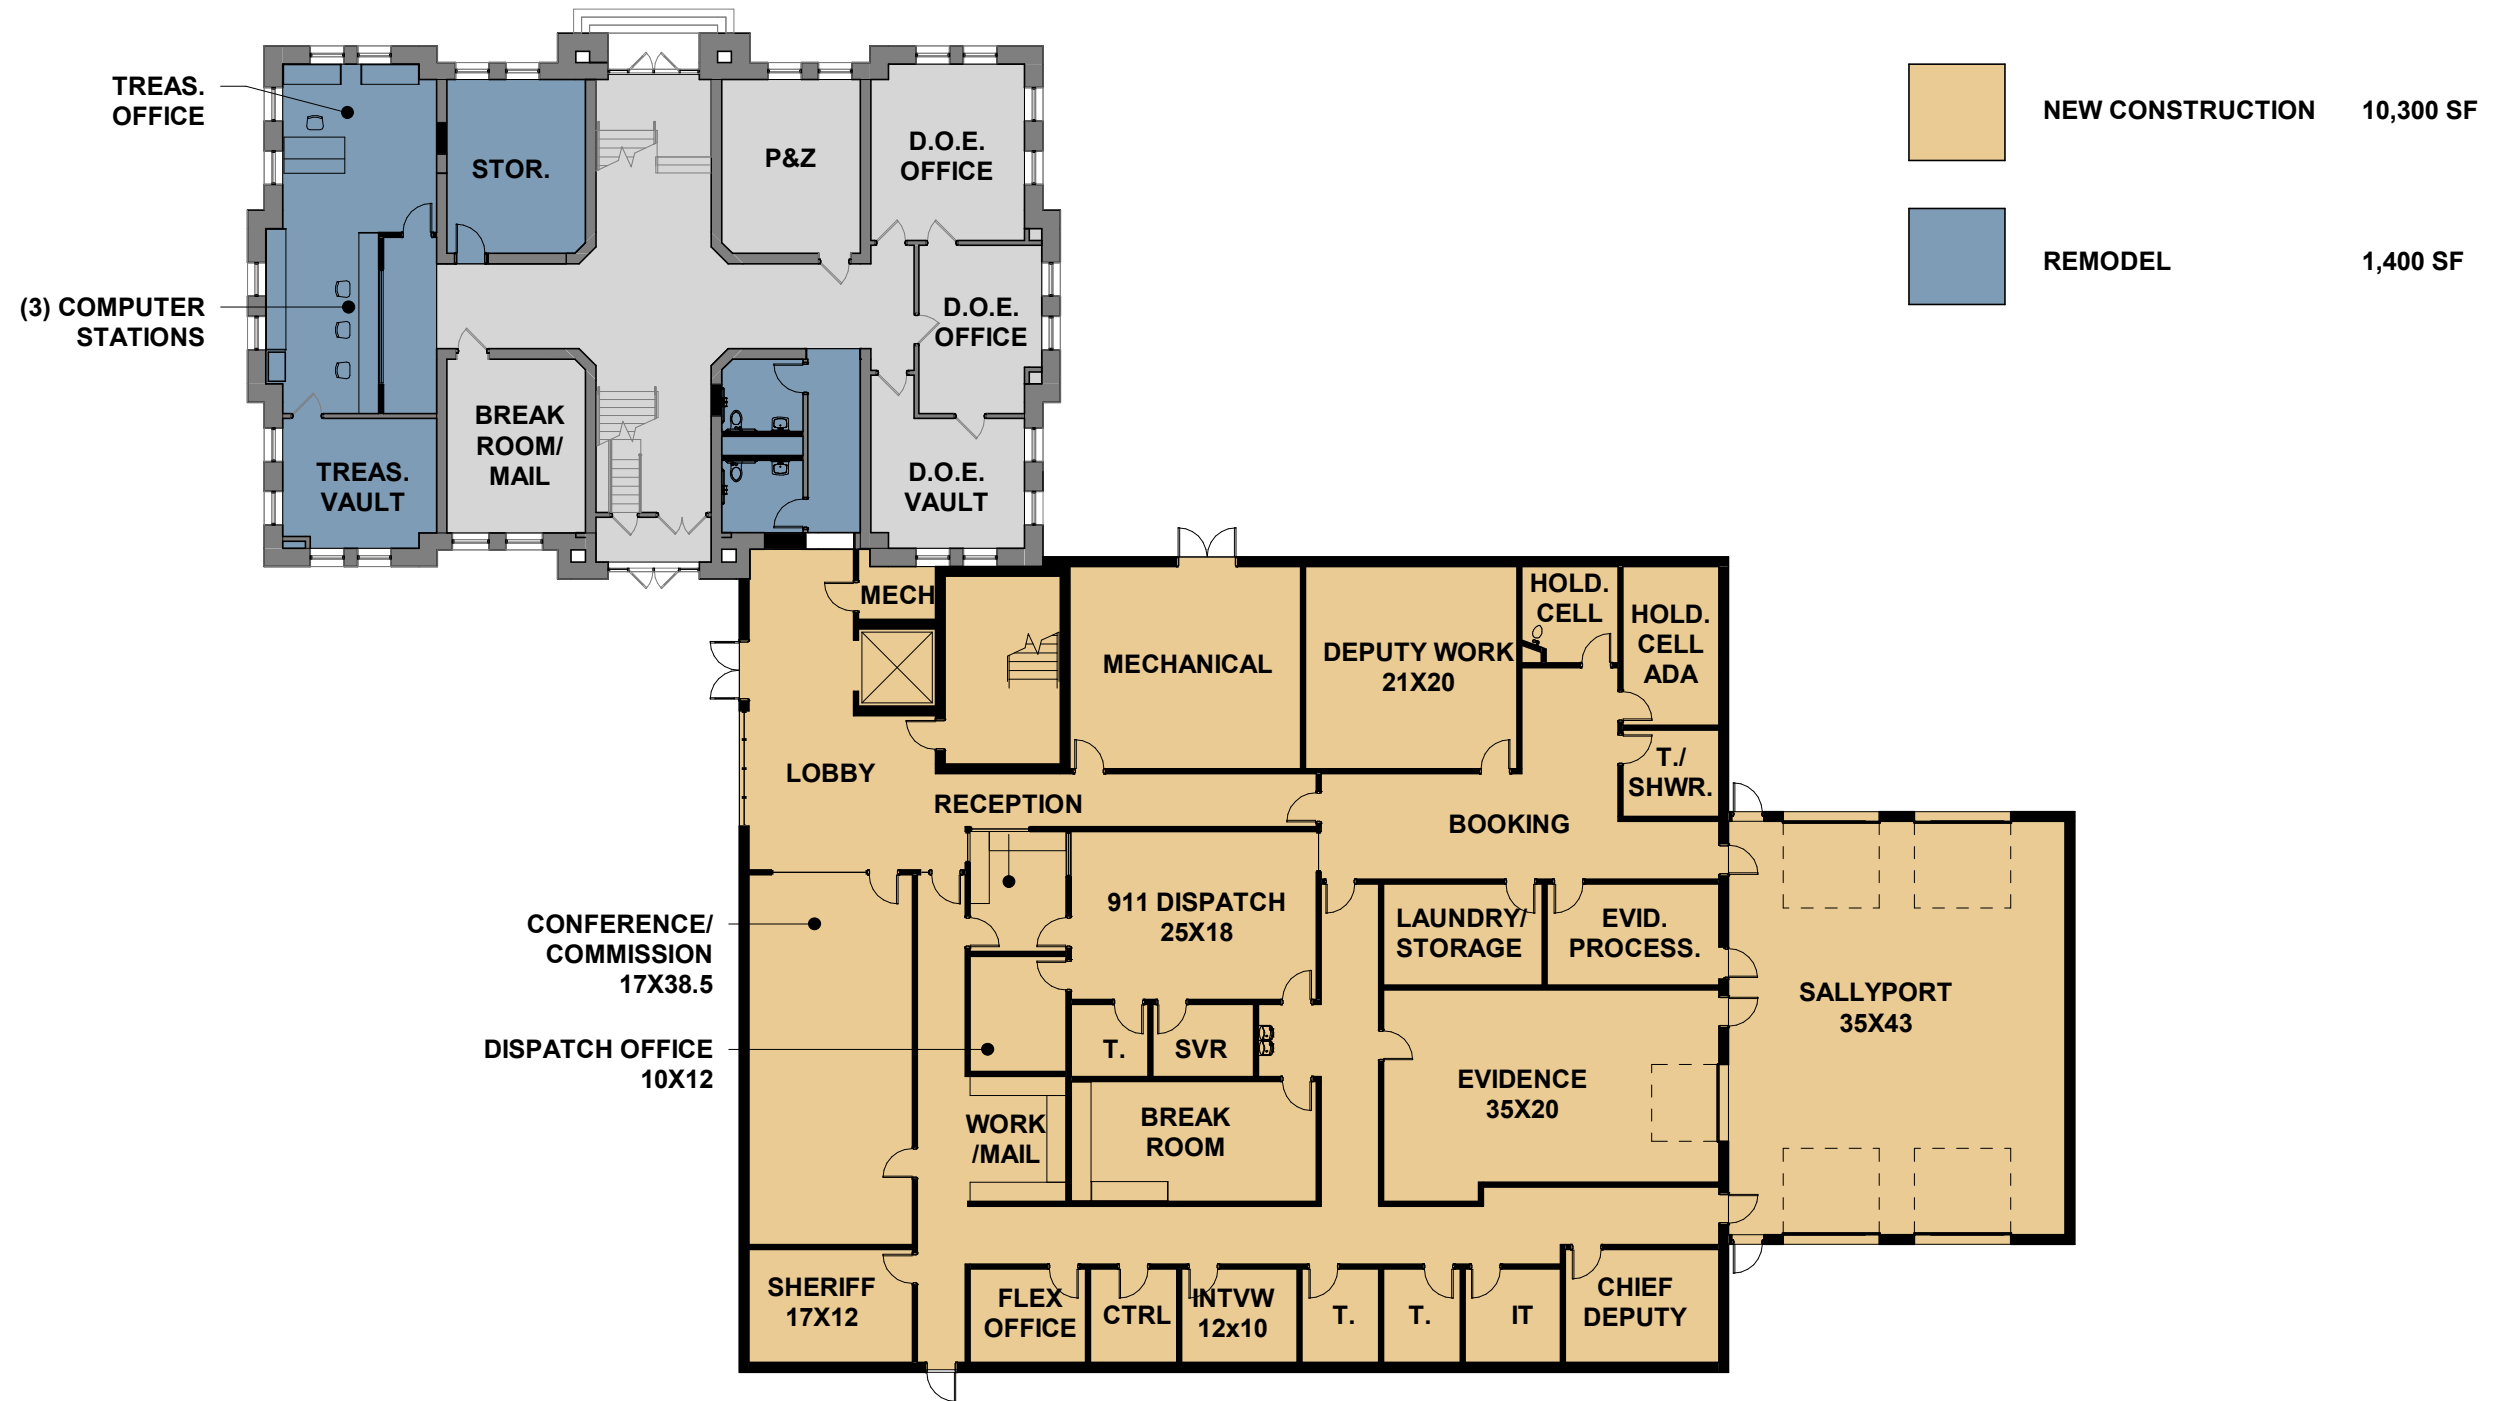 TREAS.
OFFICE
STOR.
P&Z
D.O.E.
OFFICE
(3) COMPUTER
STATIONS
D.O.E.
OFFICE
BREAK
ROOM/
MAIL
TREAS.
VAULT
D.O.E.
VAULT
NEW CONSTRUCTION 10,300 SF
REMODEL 1,400 SF
MECH
MECHANICAL
DEPUTY WORK
21X20
HOLD.
CELL
HOLD.
CELL
ADA
T./
SHWR.
LOBBY
RECEPTION
BOOKING
CONFERENCE/
COMMISSION
17X38.5
911 DISPATCH
25X18
LAUNDRY/
STORAGE
EVID.
PROCESS.
SALLYPORT
35X43
DISPATCH OFFICE
10X12
T.
SVR
EVIDENCE
35X20
WORK
/MAIL
BREAK
ROOM
SHERIFF
17X12
FLEX
OFFICE
CTRL
INTVW
12x10
T.
T.
IT
CHIEF
DEPUTY